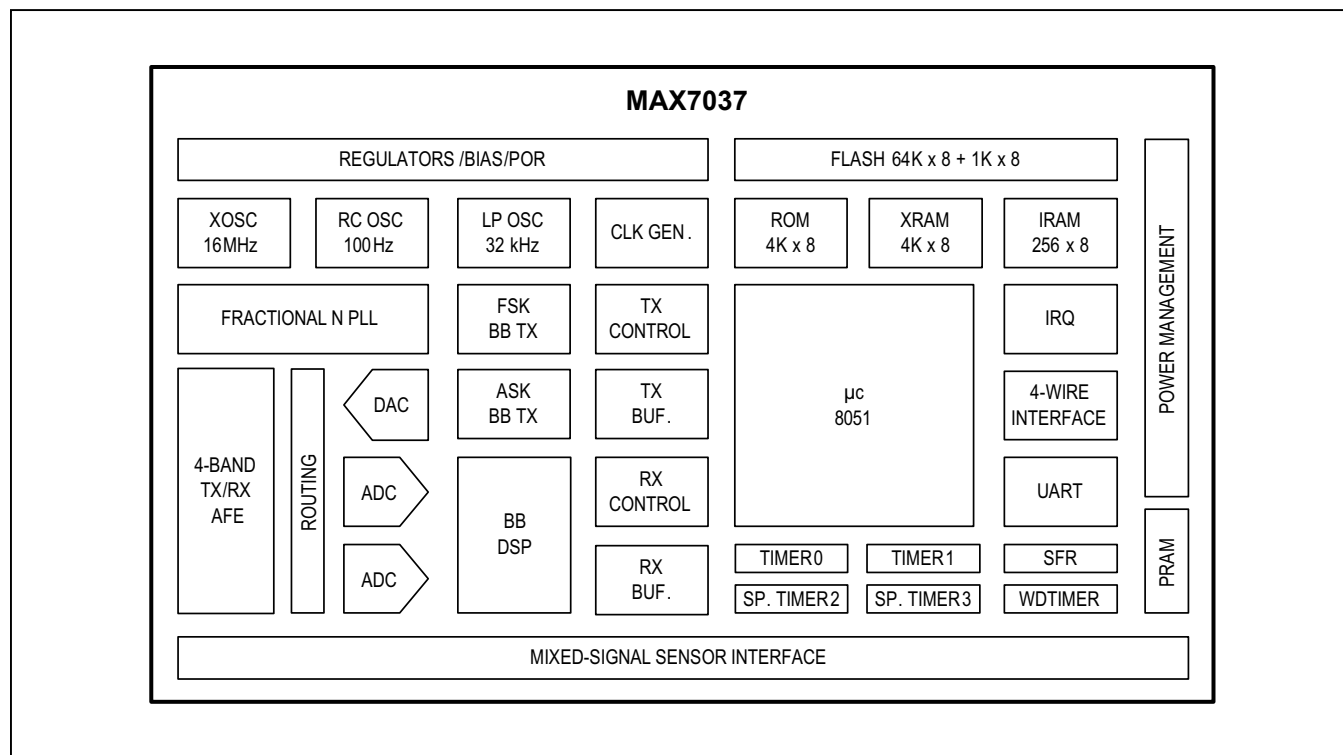 MAX7037
REGULATORS /BIAS/POR
FLASH 64K x 8 + 1K x 8
XOSC
16MHz
RC OSC
100Hz
LP OSC
32 kHz
CLK GEN.
ROM
4K x 8
XRAM
4K x 8
IRAM
256 x 8
POWER MANAGEMENT
FRACTIONAL N PLL
FSK
BB TX
TX
CONTROL
µc
8051
IRQ
4-BAND
TX/RX
AFE
ROUTING
DAC
ASK
BB TX
TX
BUF.
4-WIRE
INTERFACE
ADC
BB
DSP
RX
CONTROL
UART
ADC
RX
BUF.
TIMER0
TIMER1
SFR
PRAM
SP. TIMER2
SP. TIMER3
WDTIMER
MIXED-SIGNAL SENSOR INTERFACE